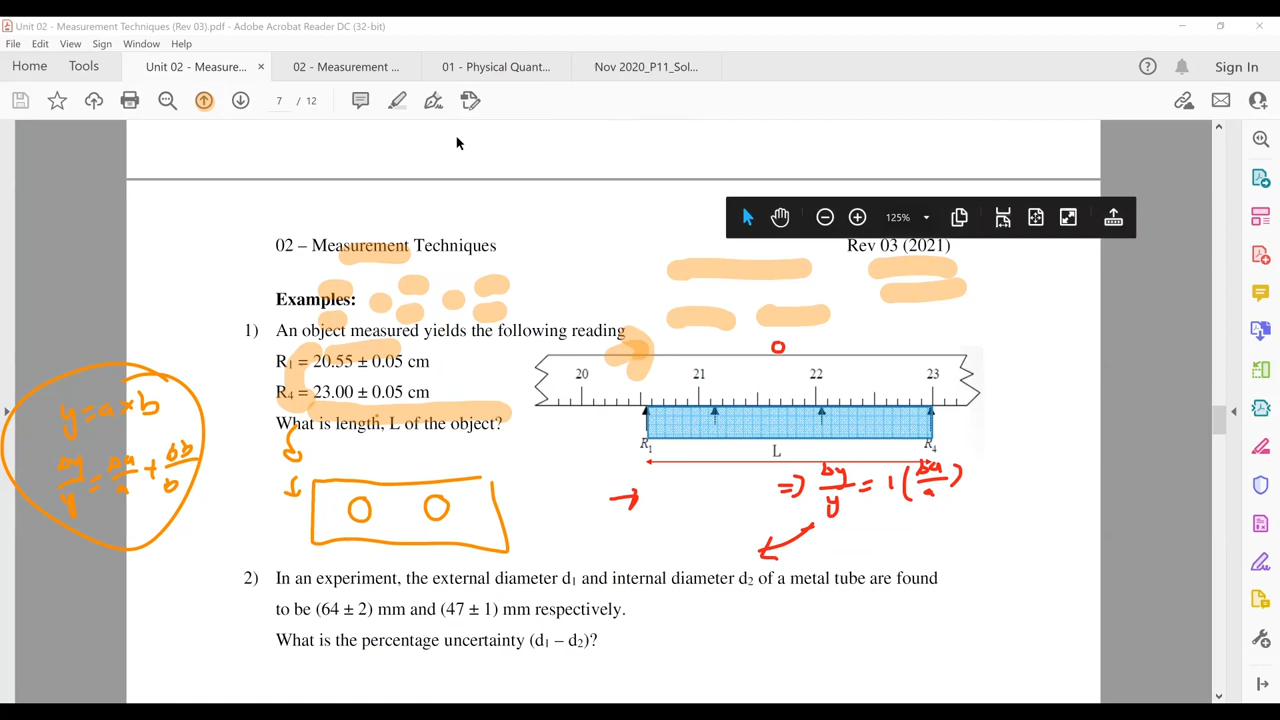 Unit 02 - Measurement Techniques (Rev 03).pdf - Adobe Acrobat Reader DC (32-bit)
File Edit View Sign Window Help
Home Tools Unit 02 - Measure... × 02 - Measurement ... 01 - Physical Quant... Nov 2020_P11_Sol... Sign In
7 / 12
125%
02 – Measurement Techniques Rev 03 (2021)
Examples:
1) An object measured yields the following reading
R1 = 20.55 ± 0.05 cm
R4 = 23.00 ± 0.05 cm
What is length, L of the object?
20 21 22 23
R1 L R4
y = a × b
δy/y = δa/a + δb/b
=> δy/y = 1(δa/a)
2) In an experiment, the external diameter d1 and internal diameter d2 of a metal tube are found
to be (64 ± 2) mm and (47 ± 1) mm respectively.
What is the percentage uncertainty (d1 – d2)?